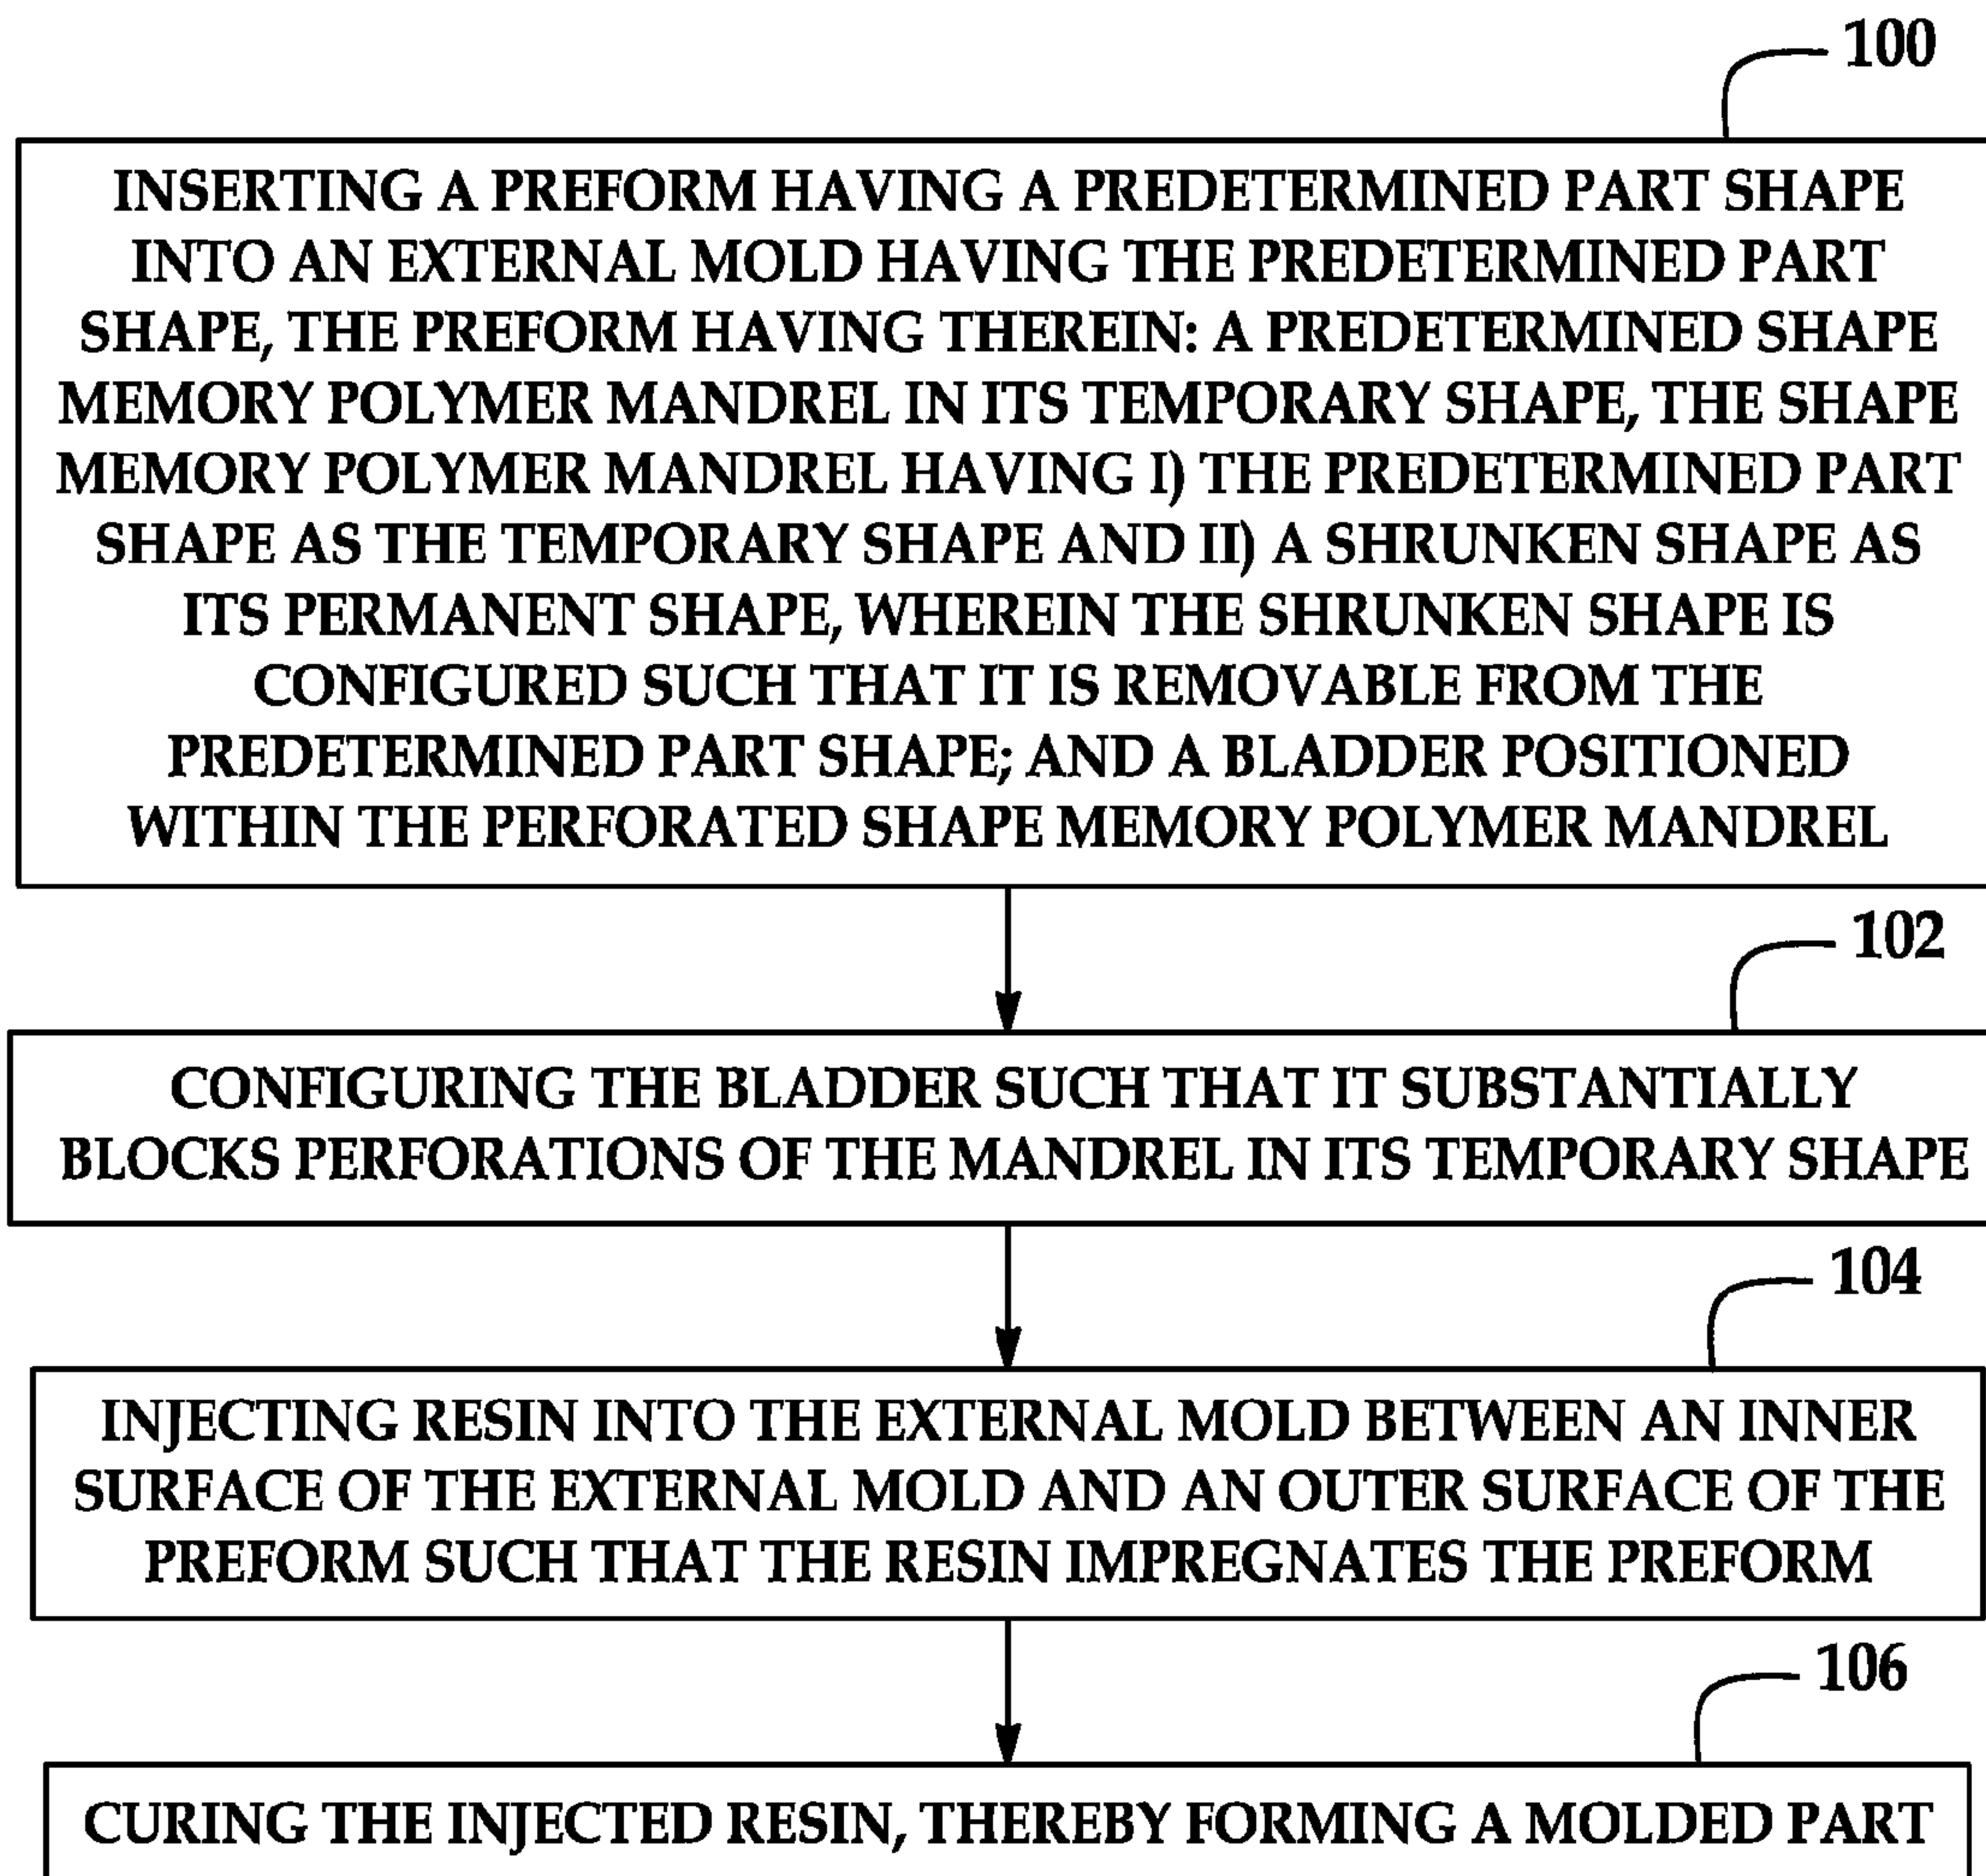 100
INSERTING A PREFORM HAVING A PREDETERMINED PART SHAPE
INTO AN EXTERNAL MOLD HAVING THE PREDETERMINED PART
SHAPE, THE PREFORM HAVING THEREIN: A PREDETERMINED SHAPE
MEMORY POLYMER MANDREL IN ITS TEMPORARY SHAPE, THE SHAPE
MEMORY POLYMER MANDREL HAVING I) THE PREDETERMINED PART
SHAPE AS THE TEMPORARY SHAPE AND II) A SHRUNKEN SHAPE AS
ITS PERMANENT SHAPE, WHEREIN THE SHRUNKEN SHAPE IS
CONFIGURED SUCH THAT IT IS REMOVABLE FROM THE
PREDETERMINED PART SHAPE; AND A BLADDER POSITIONED
WITHIN THE PERFORATED SHAPE MEMORY POLYMER MANDREL
102
CONFIGURING THE BLADDER SUCH THAT IT SUBSTANTIALLY
BLOCKS PERFORATIONS OF THE MANDREL IN ITS TEMPORARY SHAPE
104
INJECTING RESIN INTO THE EXTERNAL MOLD BETWEEN AN INNER
SURFACE OF THE EXTERNAL MOLD AND AN OUTER SURFACE OF THE
PREFORM SUCH THAT THE RESIN IMPREGNATES THE PREFORM
106
CURING THE INJECTED RESIN, THEREBY FORMING A MOLDED PART